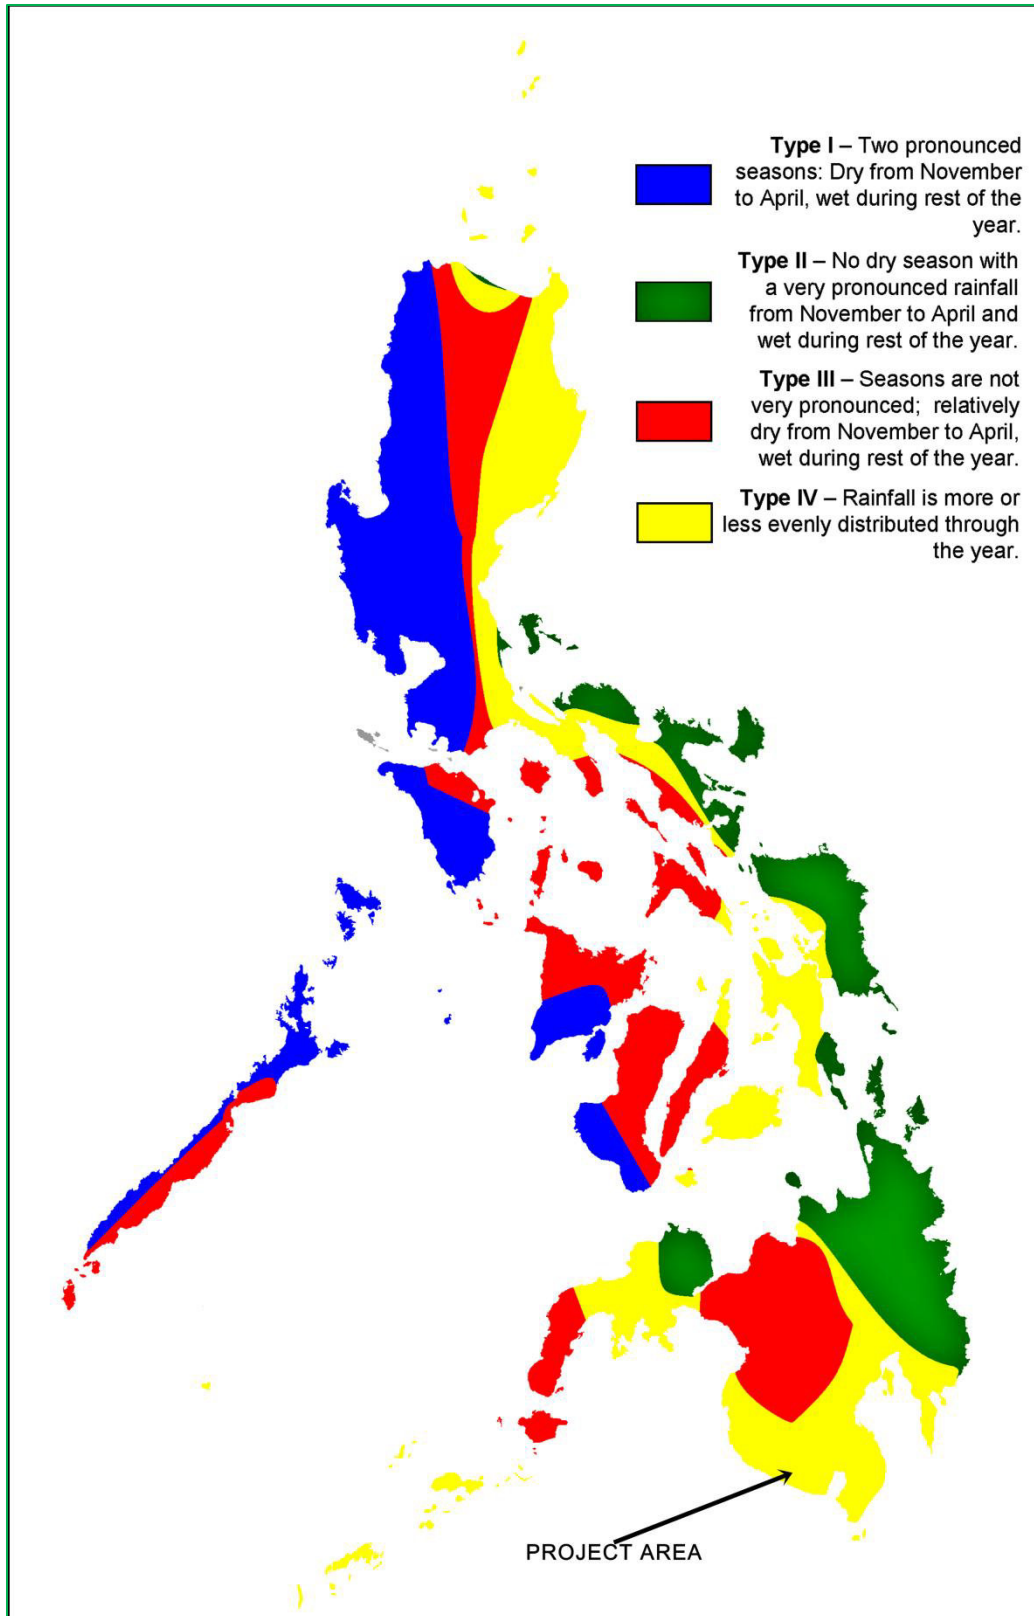 Type I – Two pronounced
seasons: Dry from November
to April, wet during rest of the
year.
Type II – No dry season with
a very pronounced rainfall
from November to April and
wet during rest of the year.
Type III – Seasons are not
very pronounced; relatively
dry from November to April,
wet during rest of the year.
Type IV – Rainfall is more or
less evenly distributed through
the year.
PROJECT AREA